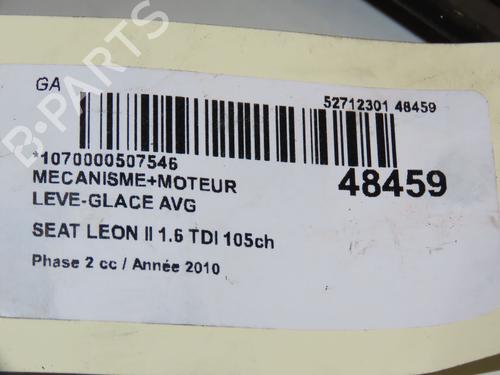 B-PARTS
GA
52712301 48459
*1070000507546
MECANISME+MOTEUR
48459
LEVE-GLACE AVG
SEAT LEON II 1.6 TDI 105ch
Phase 2 cc / Année 2010